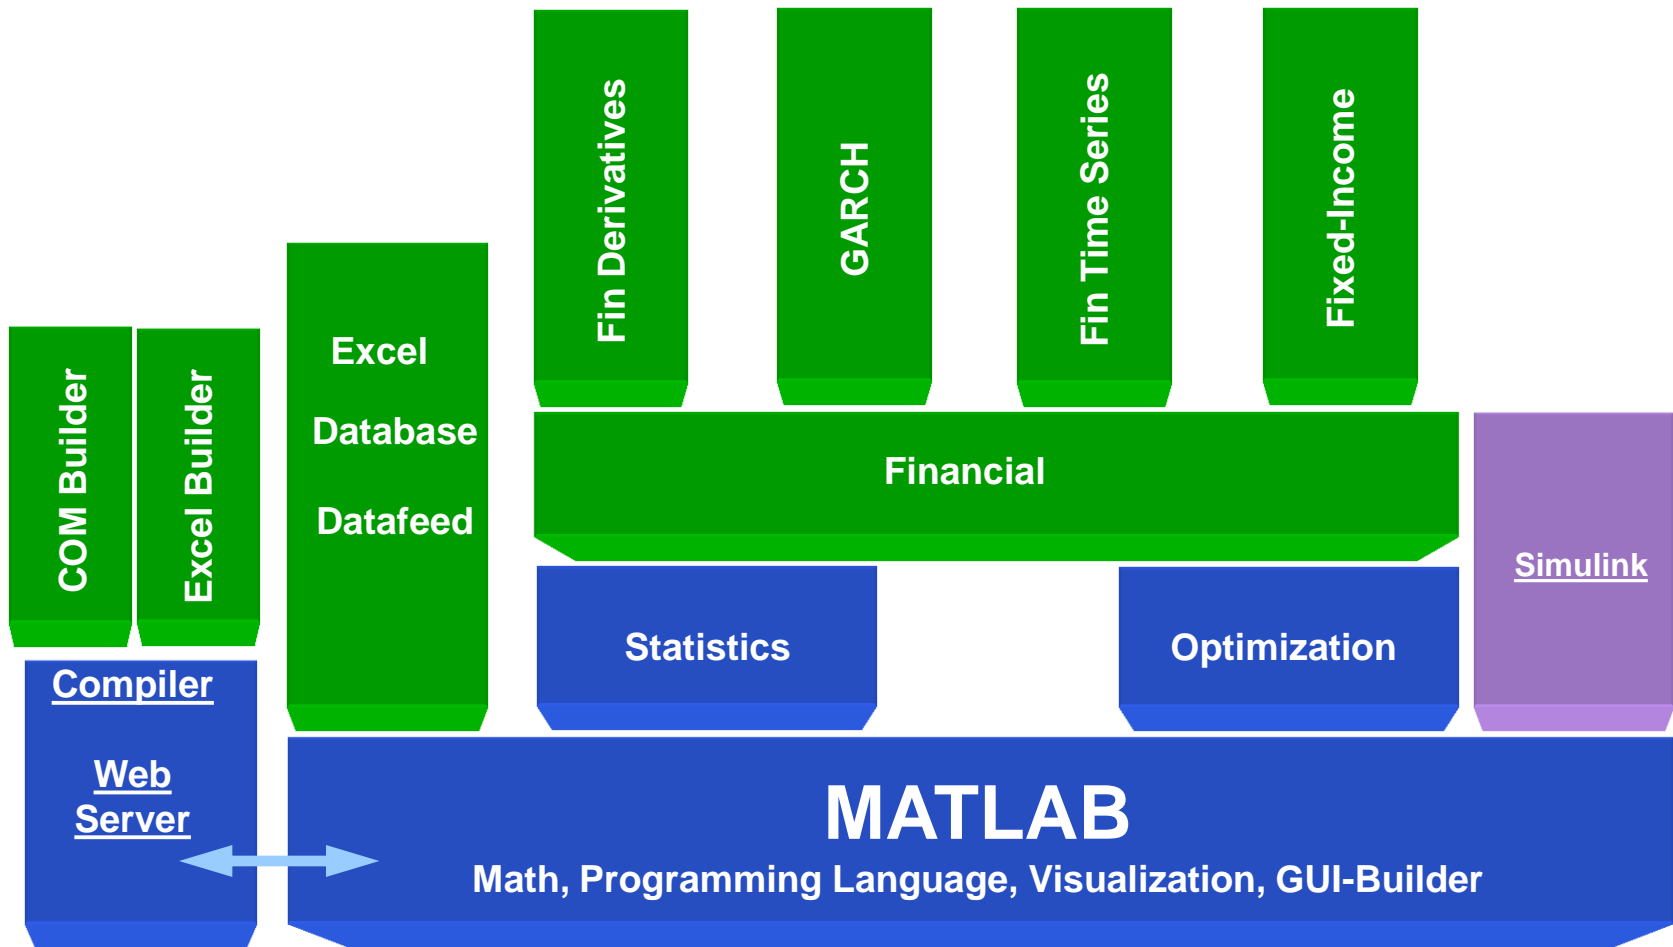 Fin Derivatives
GARCH
Fin Time Series
Fixed-Income
COM Builder
Excel Builder
Excel
Database
Datafeed
Financial
Simulink
Statistics
Optimization
Compiler
Web
Server
MATLAB
Math, Programming Language, Visualization, GUI-Builder